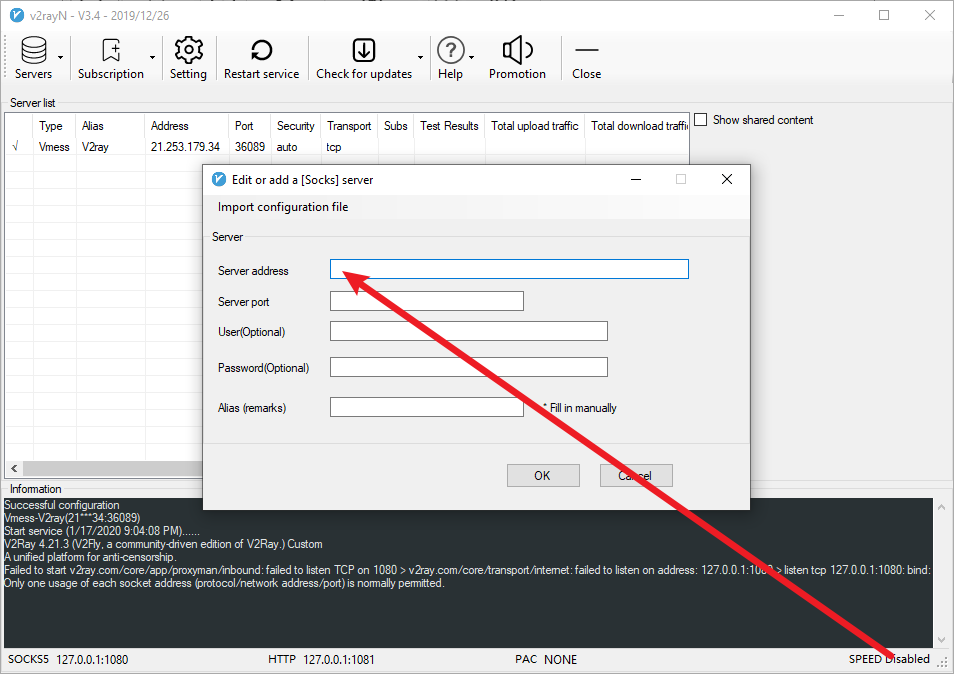 v2rayN - V3.4 - 2019/12/26
Servers Subscription Setting Restart service Check for updates Help Promotion Close
Server list
Type Alias Address Port Security Transport Subs Test Results Total upload traffic Total download traffi
√ Vmess V2ray 21.253.179.34 36089 auto tcp
Show shared content
Edit or add a [Socks] server
Import configuration file
Server
Server address
Server port
User(Optional)
Password(Optional)
Alias (remarks) * Fill in manually
OK Cancel
Information
Successful configuration
Vmess-V2ray(21***34:36089)
Start service (1/17/2020 9:04:08 PM)......
V2Ray 4.21.3 (V2Fly, a community-driven edition of V2Ray.) Custom
A unified platform for anti-censorship.
Failed to start v2ray.com/core/app/proxyman/inbound: failed to listen TCP on 1080 > v2ray.com/core/transport/internet: failed to listen on address: 127.0.0.1:1080 > listen tcp 127.0.0.1:1080: bind:
Only one usage of each socket address (protocol/network address/port) is normally permitted.
SOCKS5 127.0.0.1:1080 HTTP 127.0.0.1:1081 PAC NONE SPEED Disabled